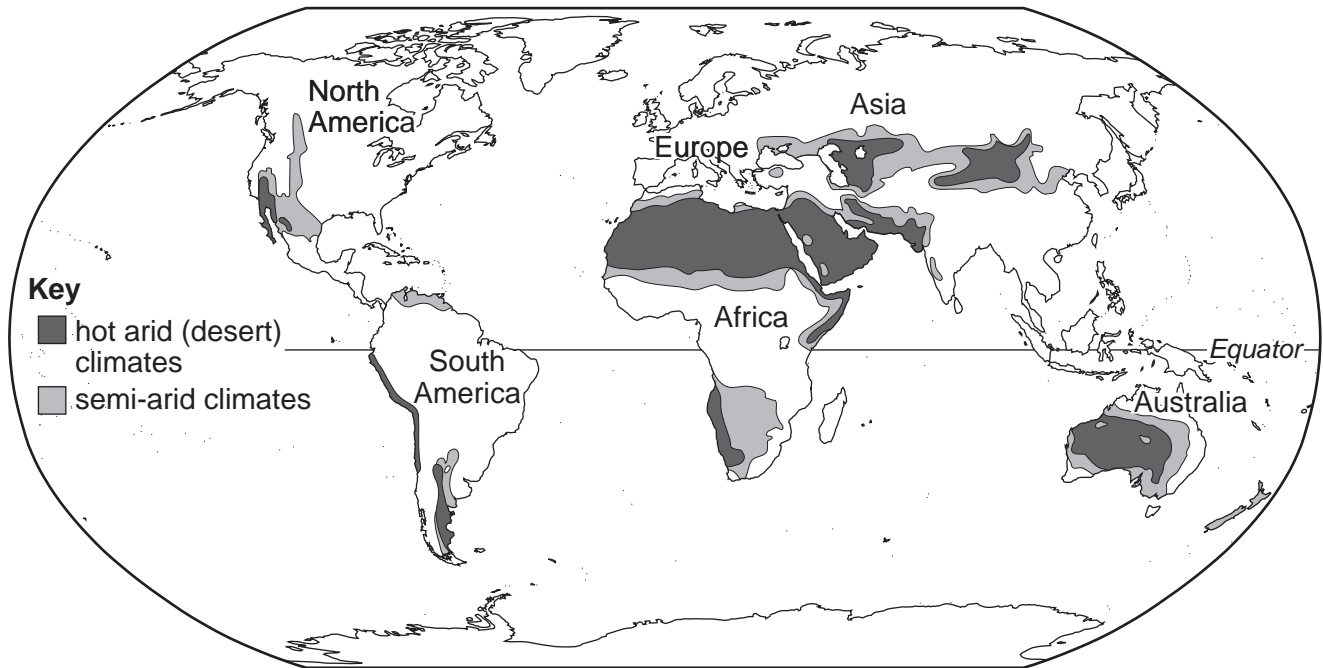 North
America
Asia
Europe
Key
hot arid (desert)
climates
semi-arid climates
Africa
South
America
Equator
Australia